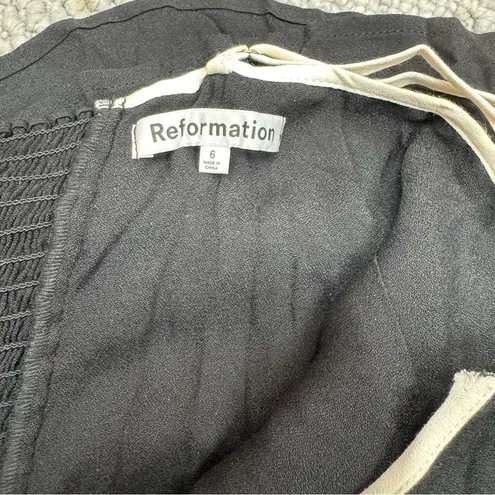 Reformation
6
MADE IN
CHINA